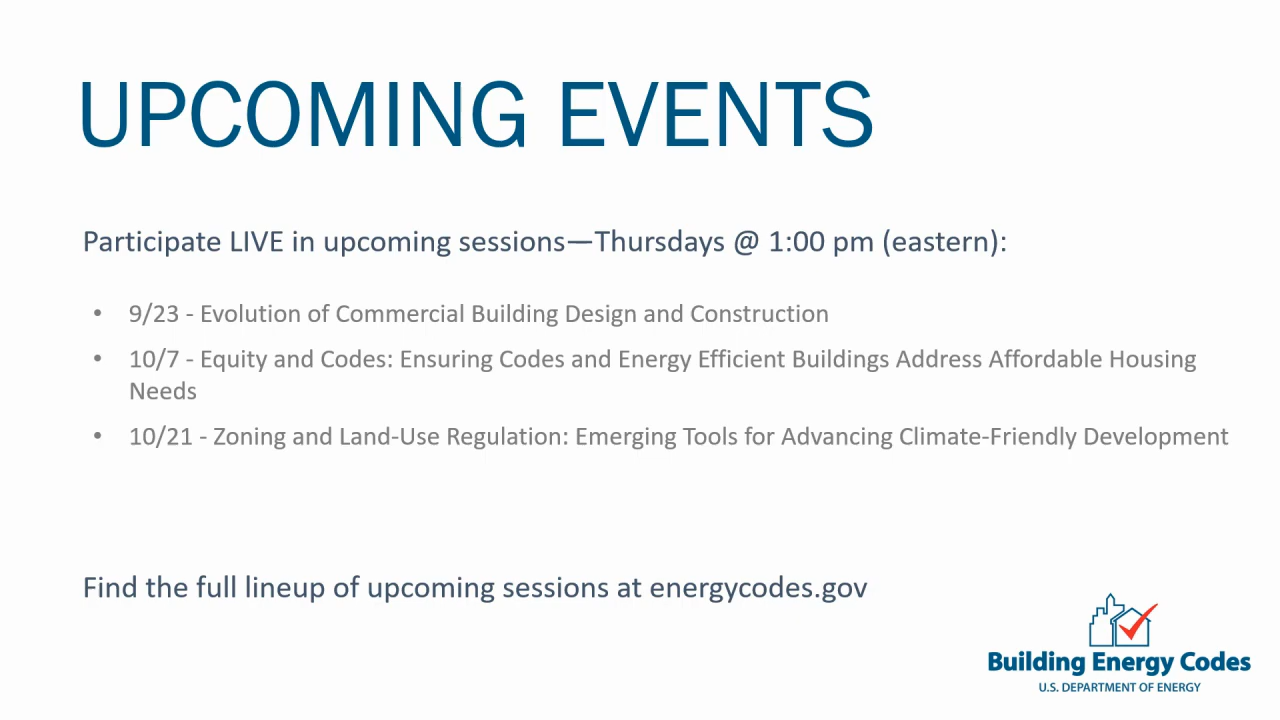 UPCOMING EVENTS
Participate LIVE in upcoming sessions—Thursdays @ 1:00 pm (eastern):
• 9/23 - Evolution of Commercial Building Design and Construction
• 10/7 - Equity and Codes: Ensuring Codes and Energy Efficient Buildings Address Affordable Housing
Needs
• 10/21 - Zoning and Land-Use Regulation: Emerging Tools for Advancing Climate-Friendly Development
Find the full lineup of upcoming sessions at energycodes.gov
Building Energy Codes
U.S. DEPARTMENT OF ENERGY